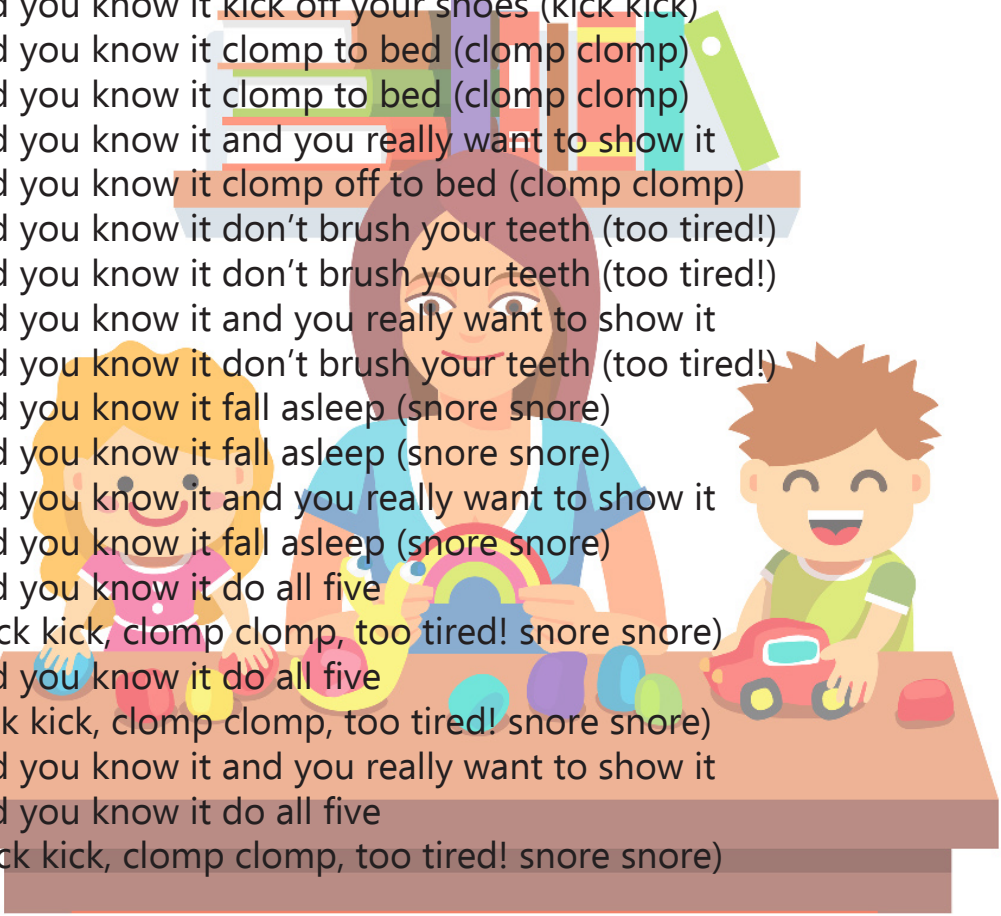 you know it kick off your shoes (kick kick)
you know it clomp to bed (clomp clomp)
you know it clomp to bed (clomp clomp)
you know it and you really want to show it
you know it clomp off to bed (clomp clomp)
you know it don’t brush your teeth (too tired!)
you know it don’t brush your teeth (too tired!)
you know it and you really want to show it
you know it don’t brush your teeth (too tired!)
you know it fall asleep (snore snore)
you know it fall asleep (snore snore)
you know it and you really want to show it
you know it fall asleep (snore snore)
you know it do all five
kick, clomp clomp, too tired! snore snore)
you know it do all five
kick, clomp clomp, too tired! snore snore)
you know it and you really want to show it
you know it do all five
kick, clomp clomp, too tired! snore snore)